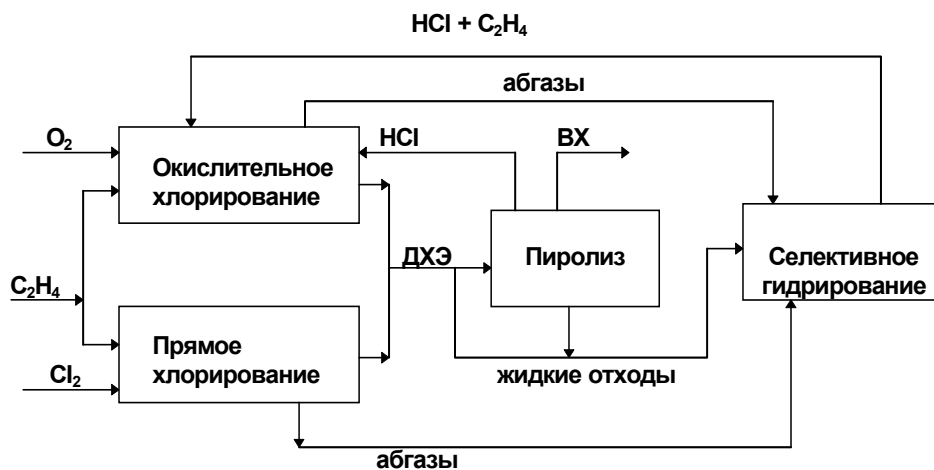 HCl + C₂H₄
абгазы
O₂
HCl
ВХ
Окислительное
хлорирование
ДХЭ
Пиролиз
Селективное
гидрирование
C₂H₄
Прямое
хлорирование
Cl₂
жидкие отходы
абгазы